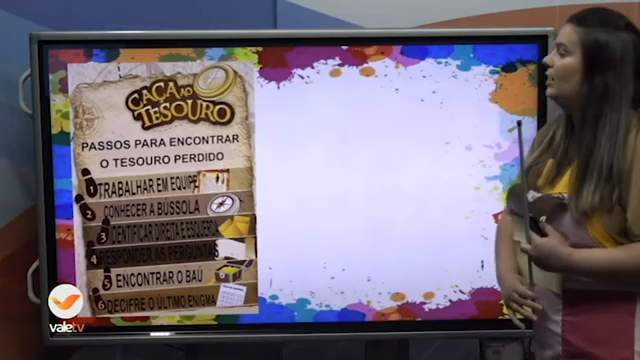 CAÇA AO
TESOURO
PASSOS PARA ENCONTRAR
O TESOURO PERDIDO
1 TRABALHAR EM EQUIPE
2 CONHECER A BÚSSOLA
3 IDENTIFICAR DIREITA E ESQUERDA
4 RESPONDER AS PERGUNTAS
5 ENCONTRAR O BAÚ
6 DECIFRE O ÚLTIMO ENIGMA
valetv